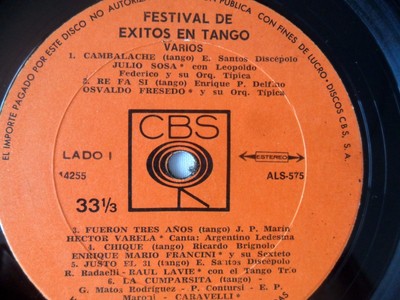 EL IMPORTE PAGADO POR ESTE DISCO NO AUTORIZA
PUBLICA CON FINES DE LUCRO - DISCOS CBS, S. A.
FESTIVAL DE
EXITOS EN TANGO
VARIOS
1. CAMBALACHE (tango) E. Santos Discépolo
JULIO SOSA con Leopoldo
Federico y su Orq. Típica
2. RE FA SI (tango) Enrique P. Delfino
OSVALDO FRESEDO y su Orq. Típica
CBS
LADO I
ESTEREO
14255
ALS-575
33⅓
3. FUERON TRES AÑOS (tango) J. P. Marín
HECTOR VARELA Canta: Argentino Ledesma
4. CHIQUE (tango) Ricardo Brignolo
ENRIQUE MARIO FRANCINI y su Sexteto
5. JUSTO EL 31 (tango) E. Santos Discépolo
R. Radaelli - RAUL LAVIE con el Tango Trío
6. LA CUMPARSITA (tango)
G. Matos Rodríguez - P. Contursi - E. P.
Maroni - CARAVELLI